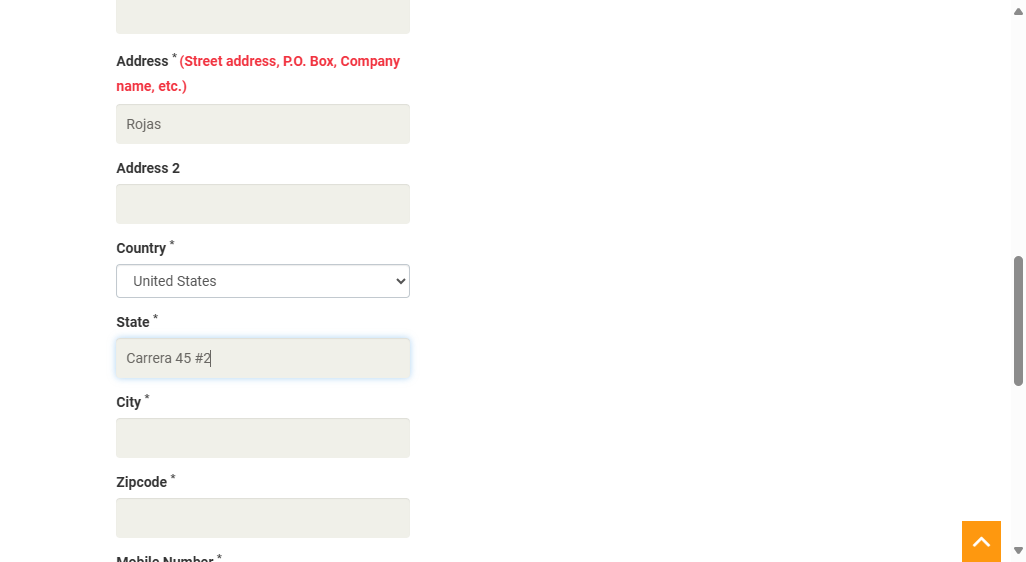 Address * (Street address, P.O. Box, Company
name, etc.)
Rojas
Address 2
Country *
United States
State *
Carrera 45 #2
City *
Zipcode *
Mobile Number *